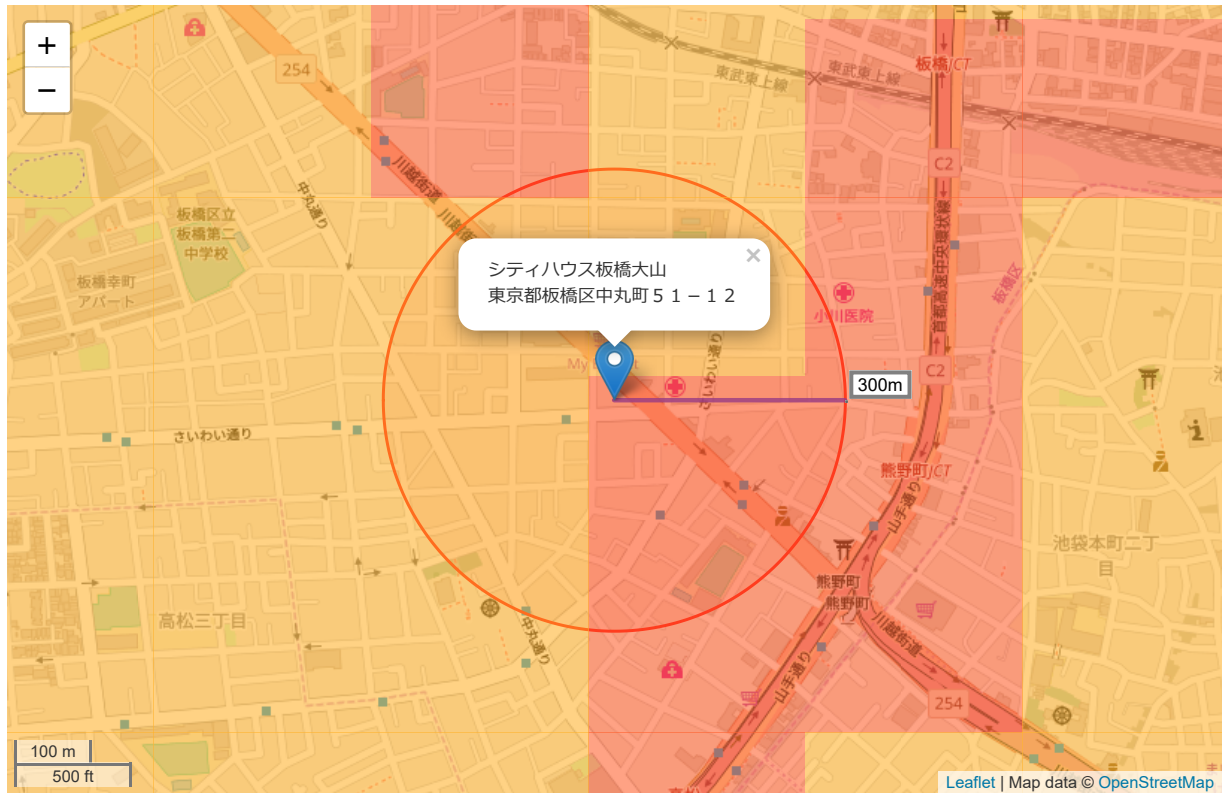 +
−
254
板橋JCT
東武東上線
東武東上線
C2
川越街道
中丸通り
板橋区立
板橋第二
中学校
首都高速中央環状線
板橋区
板橋幸町
アパート
×
シティハウス板橋大山
東京都板橋区中丸町５１－１２
小川医院
さいわい通り
C2
300m
さいわい通り
熊野町JCT
山手通り
池袋本町二丁
目
熊野町
熊野町
高松三丁目
中丸通り
川越街道
山手通り
254
100 m
500 ft
Leaflet | Map data © OpenStreetMap